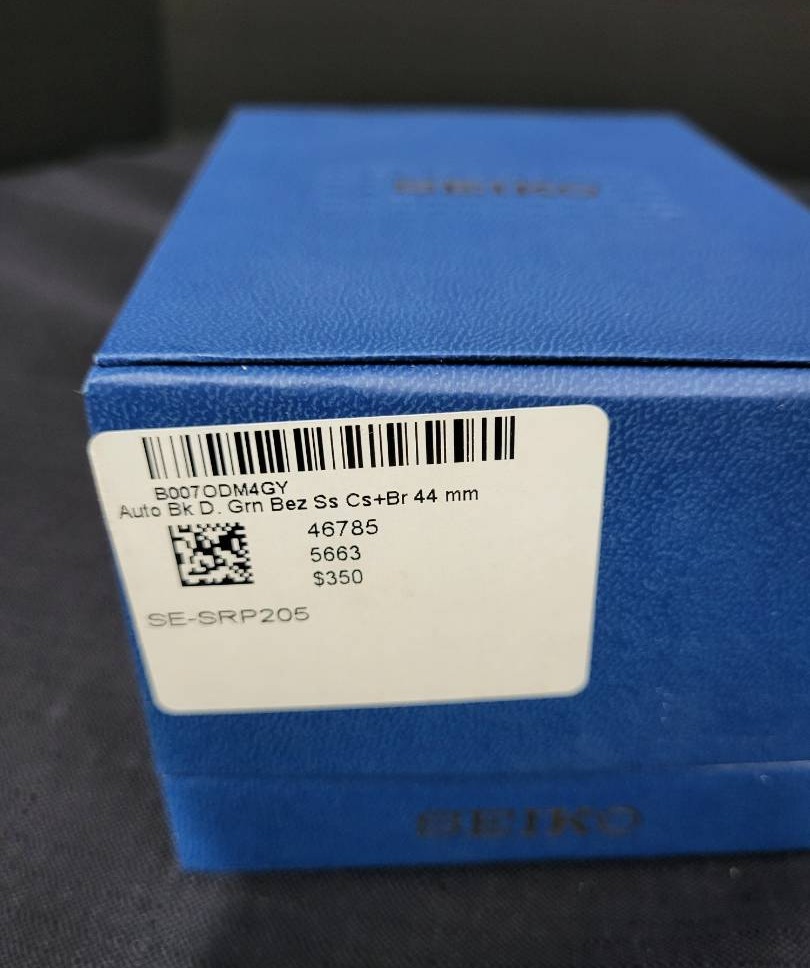 SEIKO
B007ODM4GY
Auto Bk D. Grn Bez Ss Cs+Br 44 mm
46785
5663
$350
SE-SRP205
SEIKO